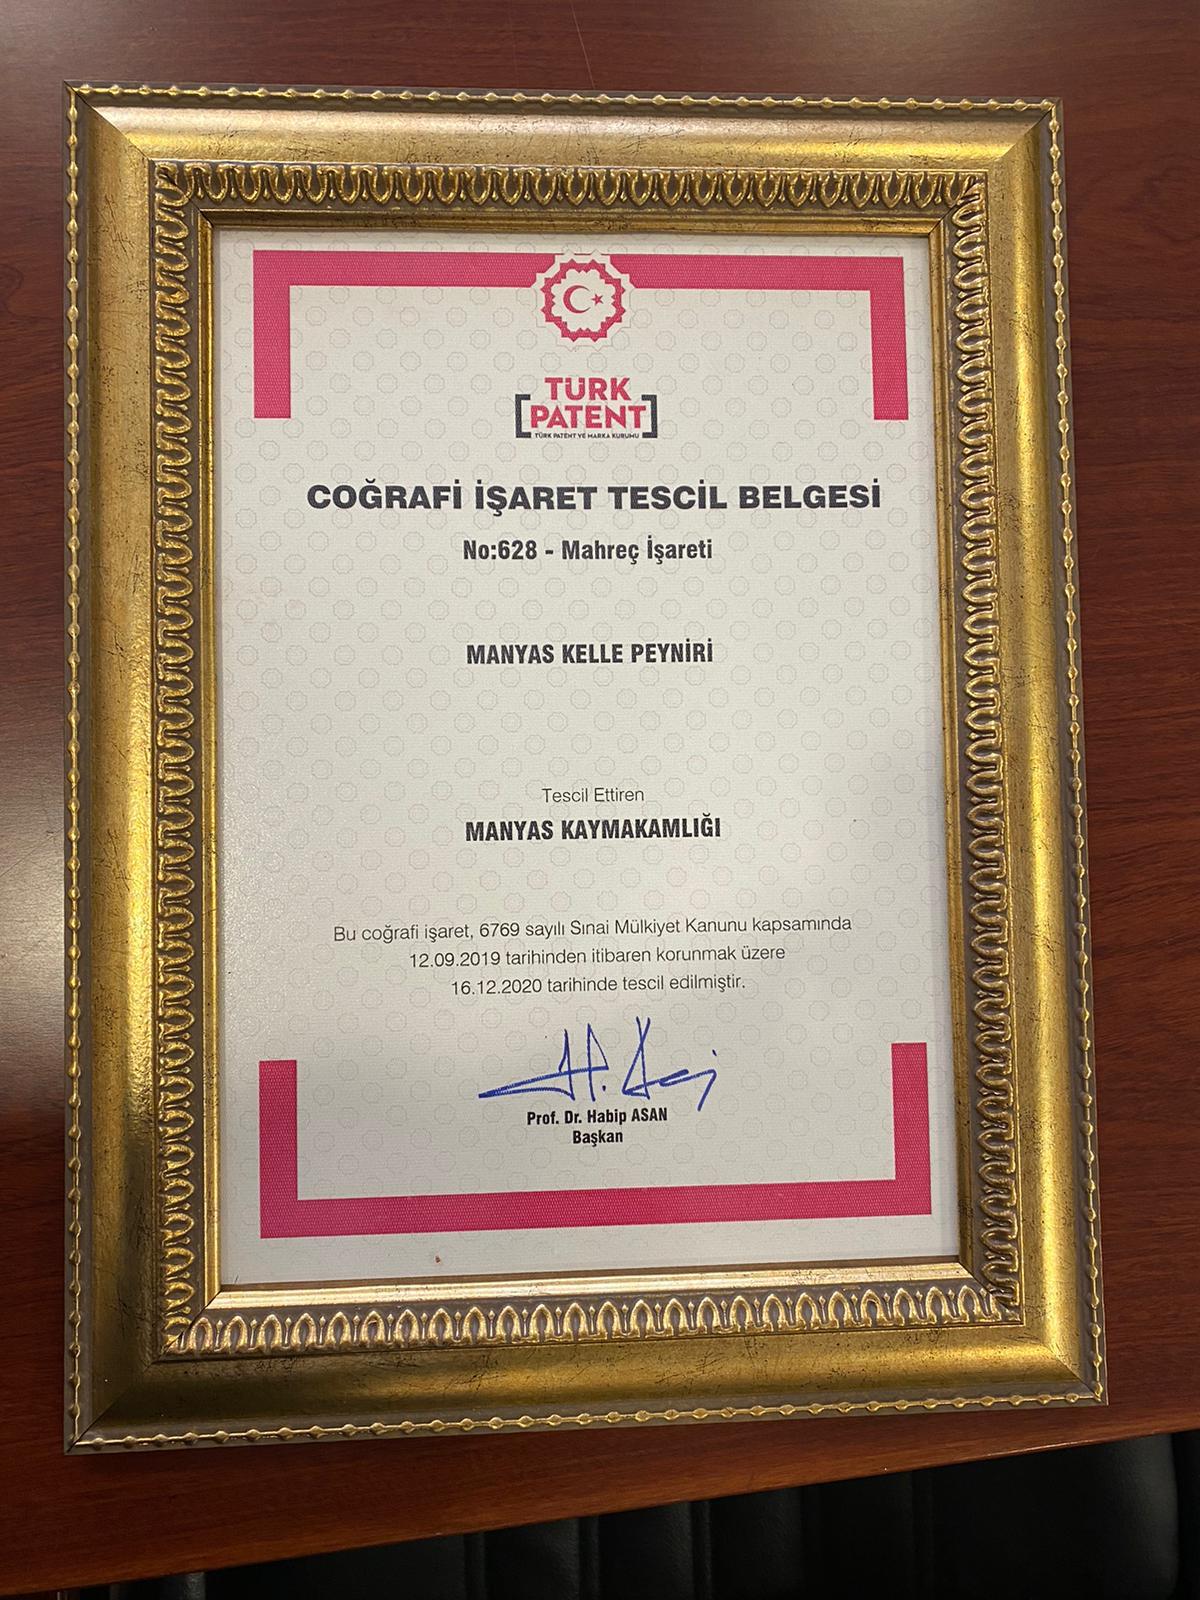 TÜRK
PATENT
TÜRK PATENT VE MARKA KURUMU
COĞRAFİ İŞARET TESCİL BELGESİ
No:628 - Mahreç İşareti
MANYAS KELLE PEYNİRİ
Tescil Ettiren
MANYAS KAYMAKAMLIĞI
Bu coğrafi işaret, 6769 sayılı Sınai Mülkiyet Kanunu kapsamında
12.09.2019 tarihinden itibaren korunmak üzere
16.12.2020 tarihinde tescil edilmiştir.
Prof. Dr. Habip ASAN
Başkan